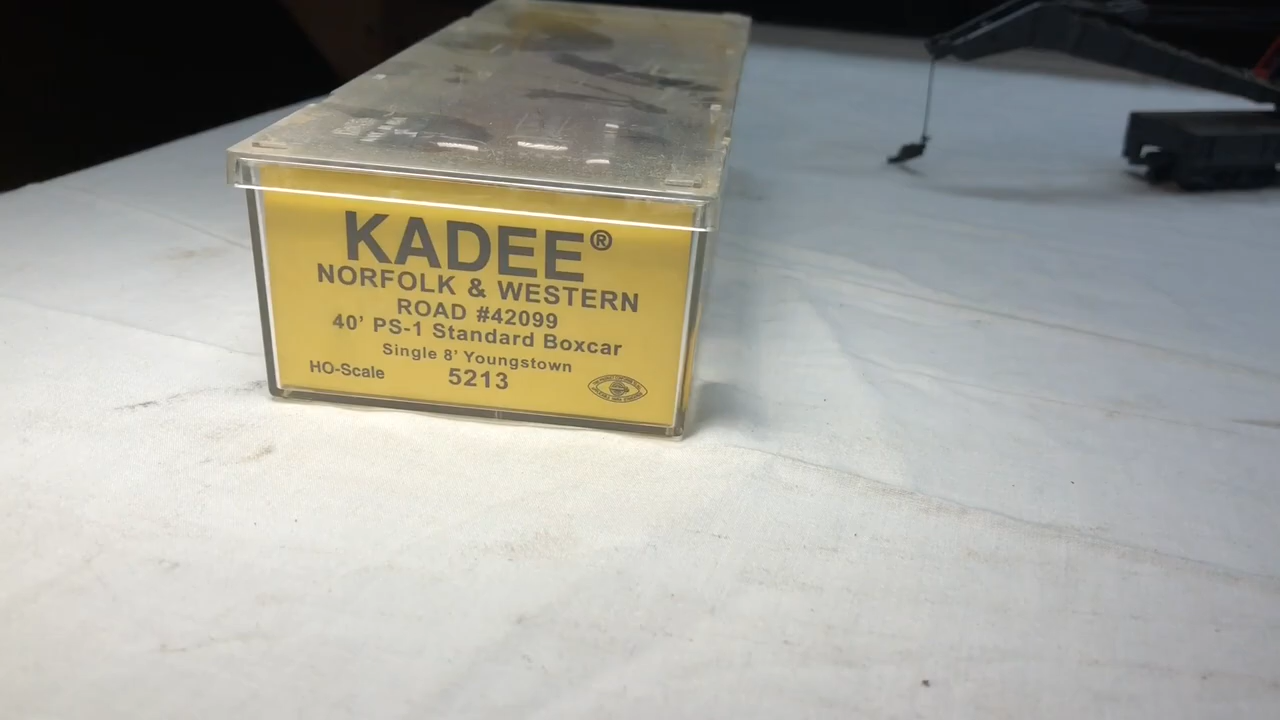 KADEE®
NORFOLK & WESTERN
ROAD #42099
40' PS-1 Standard Boxcar
Single 8' Youngstown
HO-Scale
5213